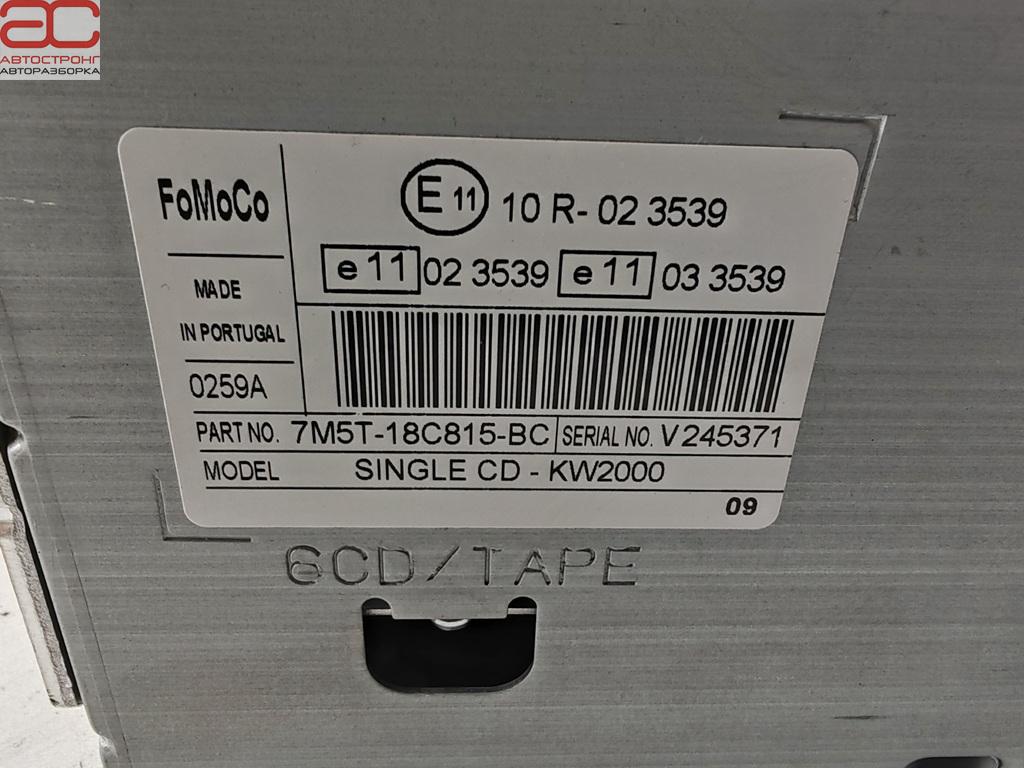 АС
АВТОСТРОНГ
АВТОРАЗБОРКА
FoMoCo
E 11 10 R- 02 3539
e 11 02 3539 e 11 03 3539
MADE
IN PORTUGAL
0259A
PART NO. 7M5T-18C815-BC SERIAL NO. V245371
MODEL SINGLE CD - KW2000
09
6CD/TAPE